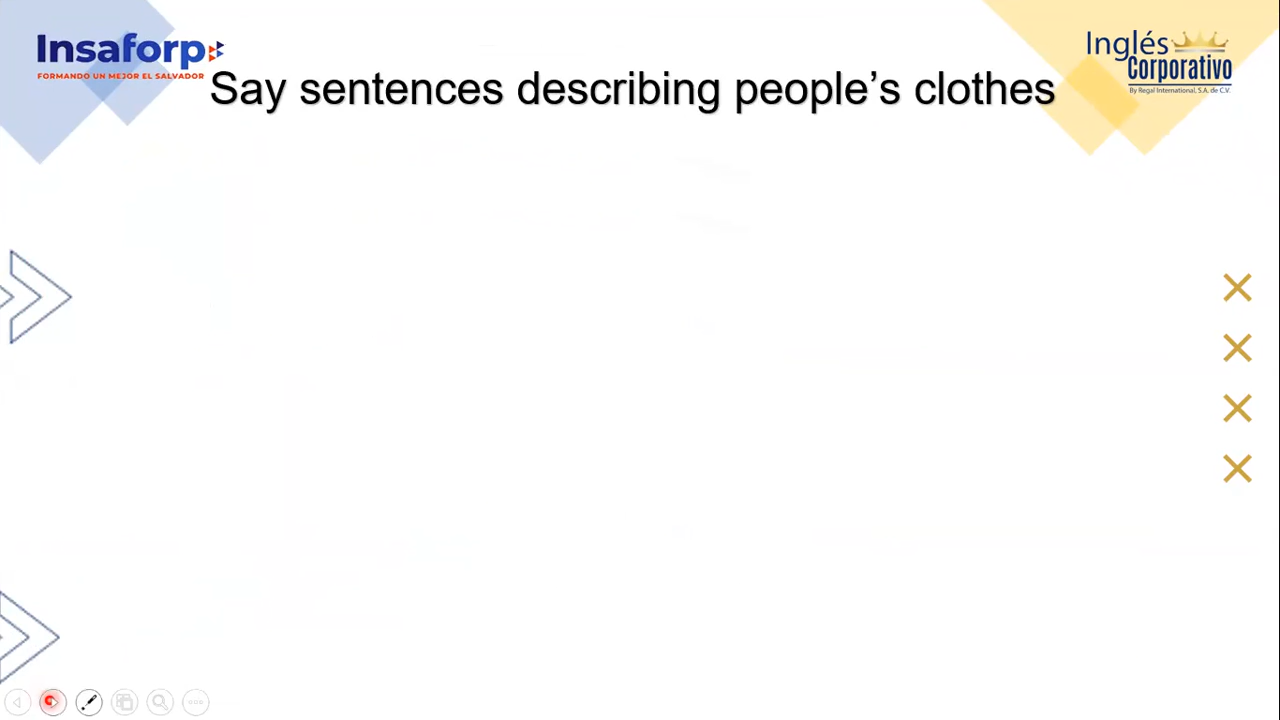 Insaforp
FORMANDO UN MEJOR EL SALVADOR
Say sentences describing people’s clothes
Inglés
Corporativo
By Regal International, S.A. de C.V.